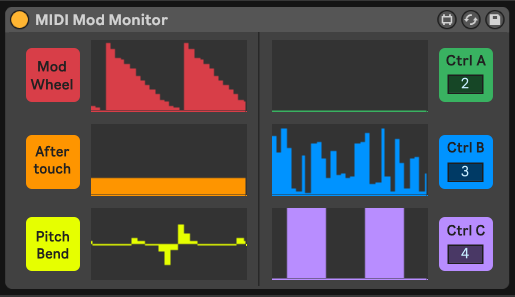 MIDI Mod Monitor
Mod
Wheel
Ctrl A
2
After
touch
Ctrl B
3
Pitch
Bend
Ctrl C
4